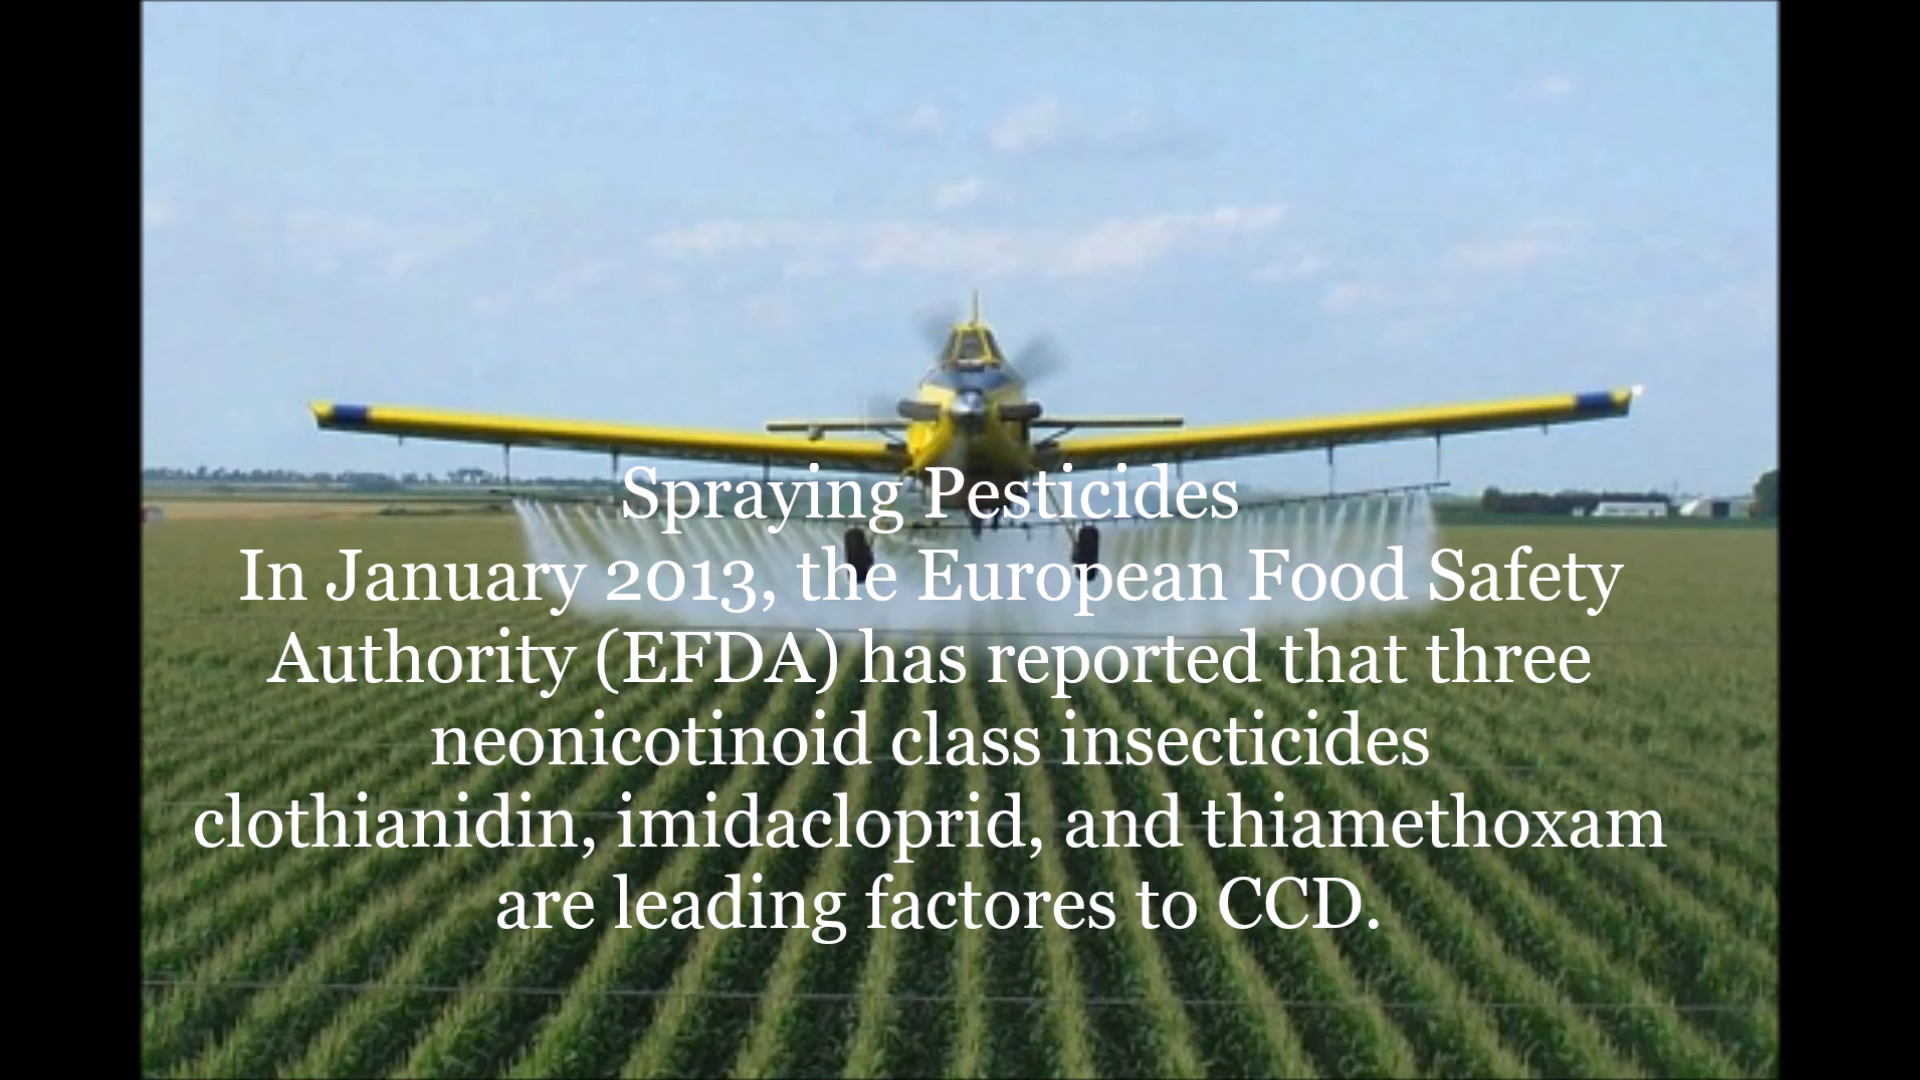 Spraying Pesticides
In January 2013, the European Food Safety
Authority (EFDA) has reported that three
neonicotinoid class insecticides
clothianidin, imidacloprid, and thiamethoxam
are leading factores to CCD.